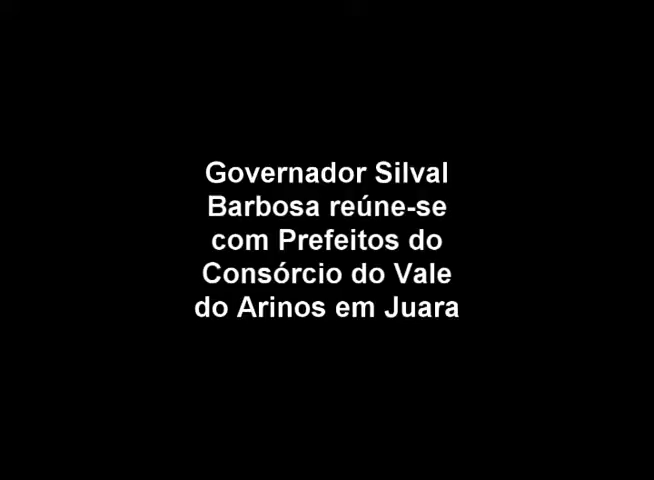 Governador Silval
Barbosa reúne-se
com Prefeitos do
Consórcio do Vale
do Arinos em Juara